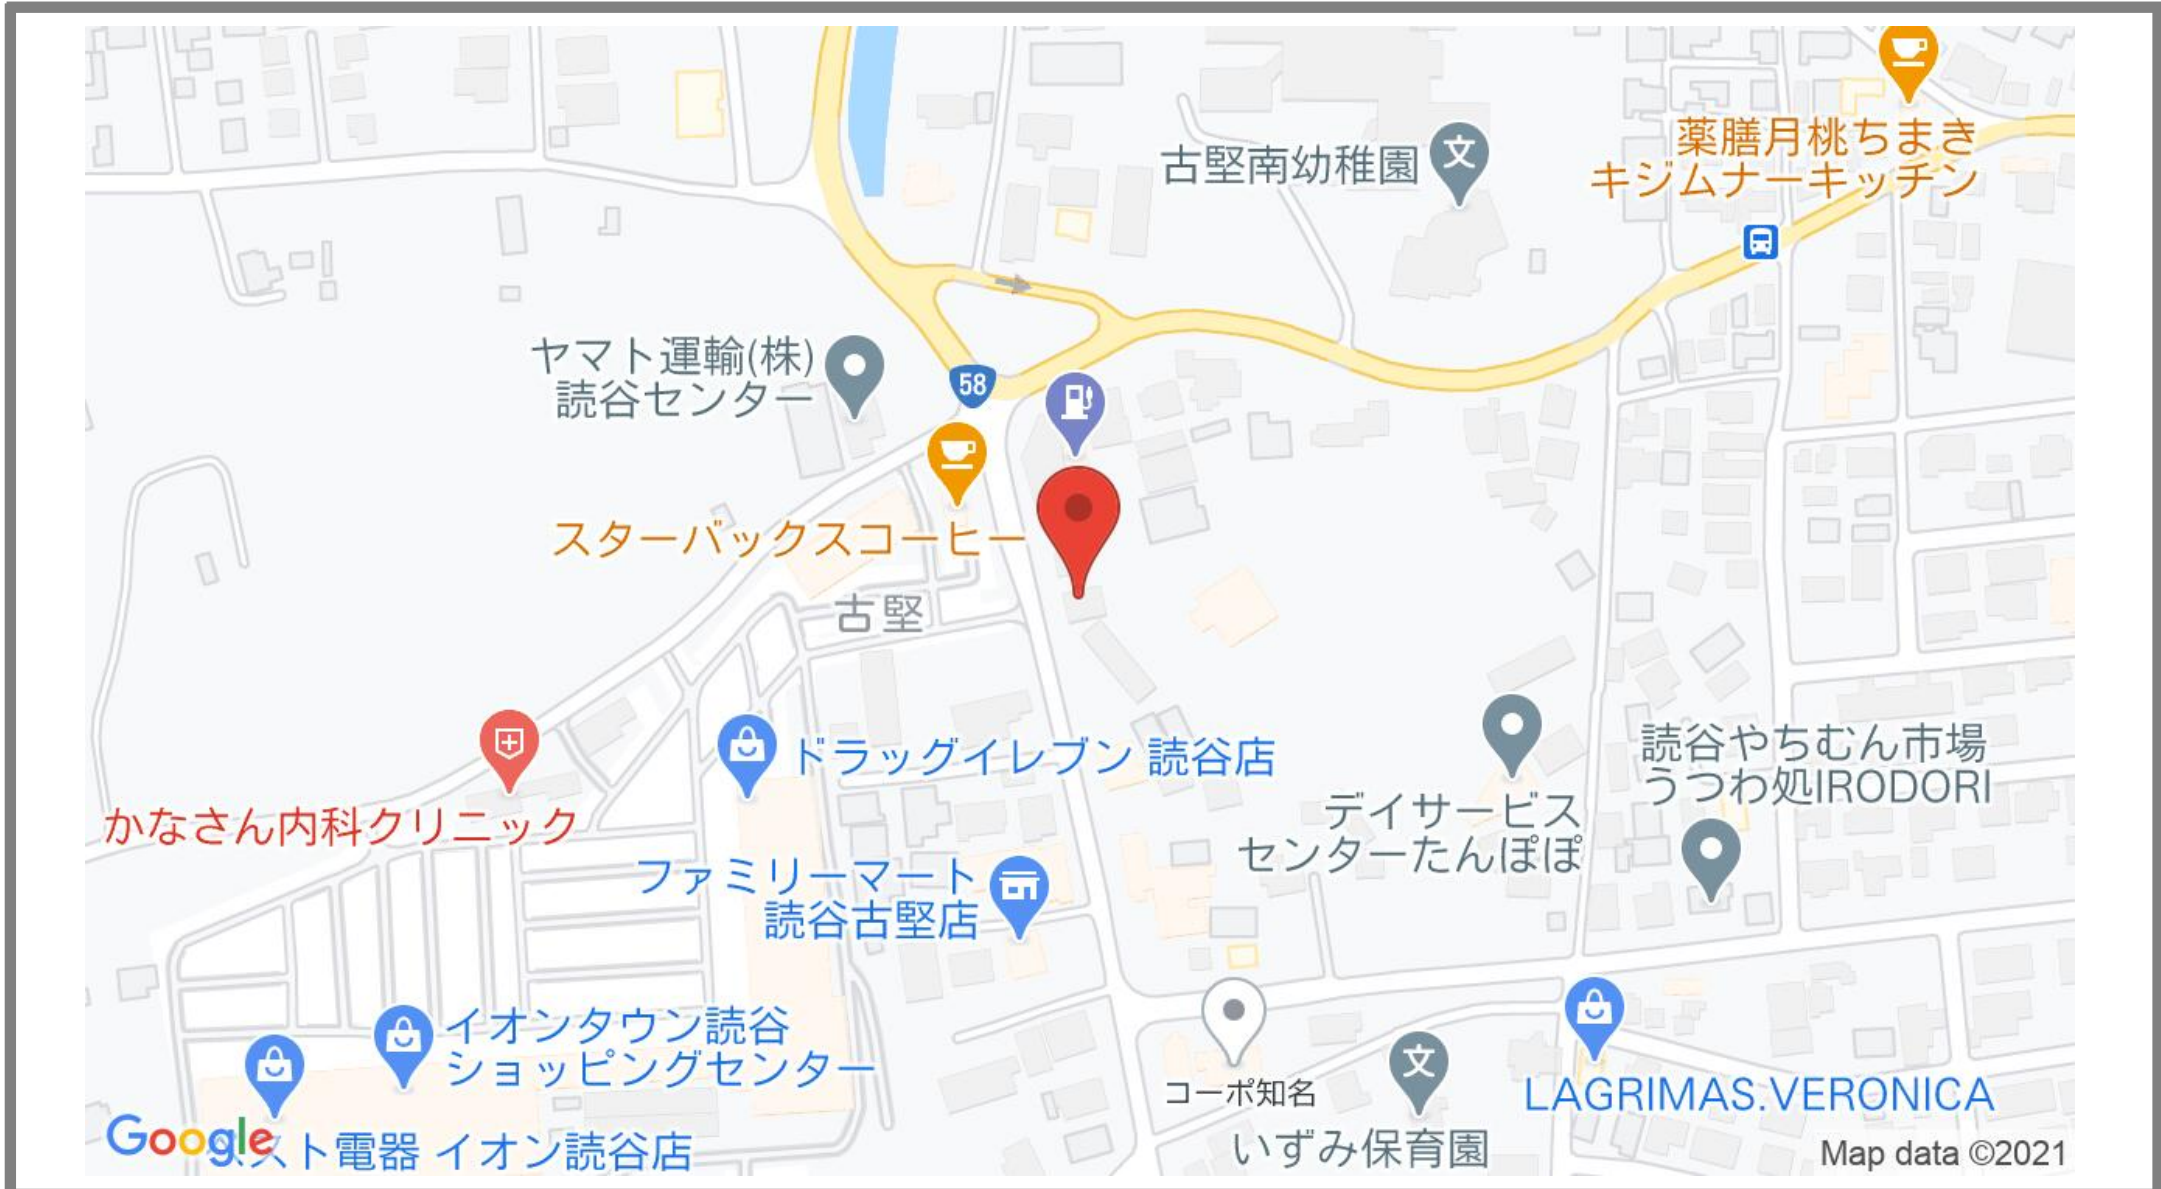 薬膳月桃ちまき
キジムナーキッチン
古堅南幼稚園
文
ヤマト運輸(株)
読谷センター
58
スターバックスコーヒー
古堅
ドラッグイレブン 読谷店
読谷やちむん市場
うつわ処IRODORI
かなさん内科クリニック
デイサービス
センターたんぽぽ
ファミリーマート
読谷古堅店
イオンタウン読谷
ショッピングセンター
コーポ知名
文
LAGRIMAS.VERONICA
Google
スト電器 イオン読谷店
いずみ保育園
Map data ©2021